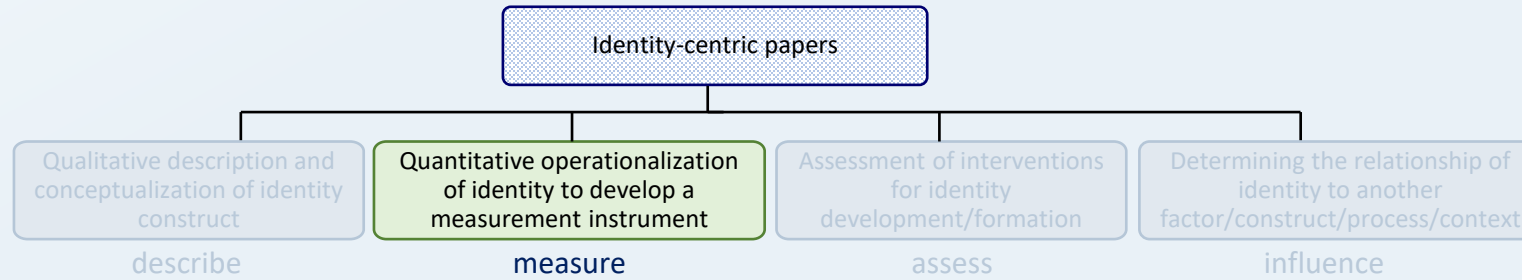 Identity-centric papers
Qualitative description and
conceptualization of identity
construct
Quantitative operationalization
of identity to develop a
measurement instrument
Assessment of interventions
for identity
development/formation
Determining the relationship of
identity to another
factor/construct/process/context
describe
measure
assess
influence